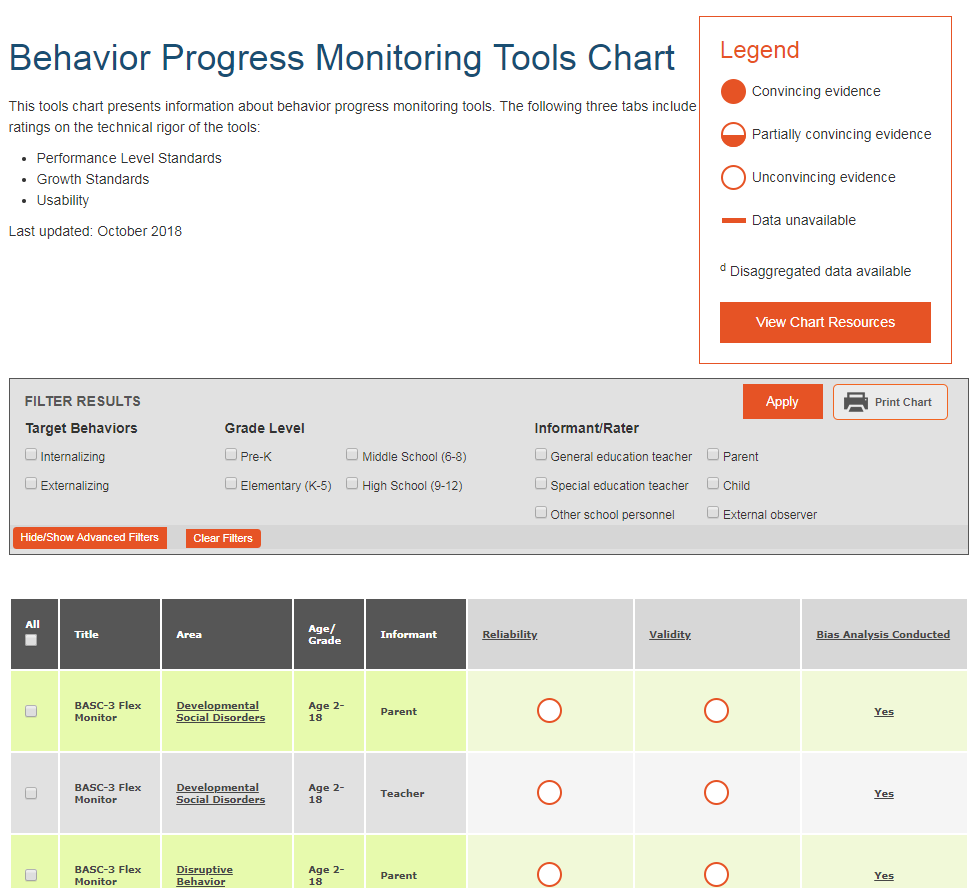 Behavior Progress Monitoring Tools Chart
This tools chart presents information about behavior progress monitoring tools. The following three tabs include
ratings on the technical rigor of the tools:
Performance Level Standards
Growth Standards
Usability
Last updated: October 2018
Legend
Convincing evidence
Partially convincing evidence
Unconvincing evidence
Data unavailable
d Disaggregated data available
View Chart Resources
FILTER RESULTS
Apply
Print Chart
Target Behaviors
Internalizing
Externalizing
Grade Level
Pre-K
Middle School (6-8)
Elementary (K-5)
High School (9-12)
Informant/Rater
General education teacher
Parent
Special education teacher
Child
Other school personnel
External observer
Hide/Show Advanced Filters
Clear Filters
All
Title
Area
Age/
Grade
Informant
Reliability
Validity
Bias Analysis Conducted
BASC-3 Flex
Monitor
Developmental
Social Disorders
Age 2-
18
Parent
Yes
BASC-3 Flex
Monitor
Developmental
Social Disorders
Age 2-
18
Teacher
Yes
BASC-3 Flex
Monitor
Disruptive
Behavior
Age 2-
18
Parent
Yes